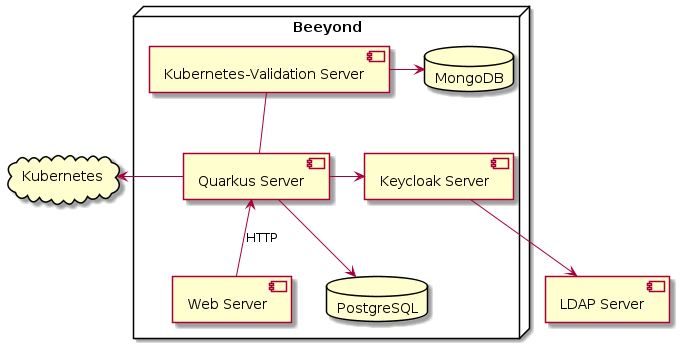 Beeyond
Kubernetes-Validation Server
MongoDB
Kubernetes
Quarkus Server
Keycloak Server
HTTP
Web Server
PostgreSQL
LDAP Server